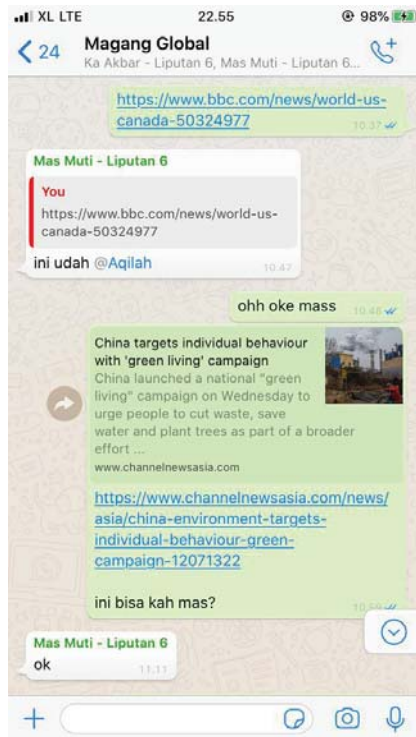 XL LTE 22.55 98%
24 Magang Global
Ka Akbar - Liputan 6, Mas Muti - Liputan 6...
https://www.bbc.com/news/world-us-
canada-50324977
10.37
Mas Muti - Liputan 6
You
https://www.bbc.com/news/world-us-
canada-50324977
ini udah @Aqilah
10.47
ohh oke mass
10.48
China targets individual behaviour
with 'green living' campaign
China launched a national "green
living" campaign on Wednesday to
urge people to cut waste, save
water and plant trees as part of a broader
effort ...
www.channelnewsasia.com
https://www.channelnewsasia.com/news/
asia/china-environment-targets-
individual-behaviour-green-
campaign-12071322
ini bisa kah mas?
10.59
Mas Muti - Liputan 6
ok
11.11